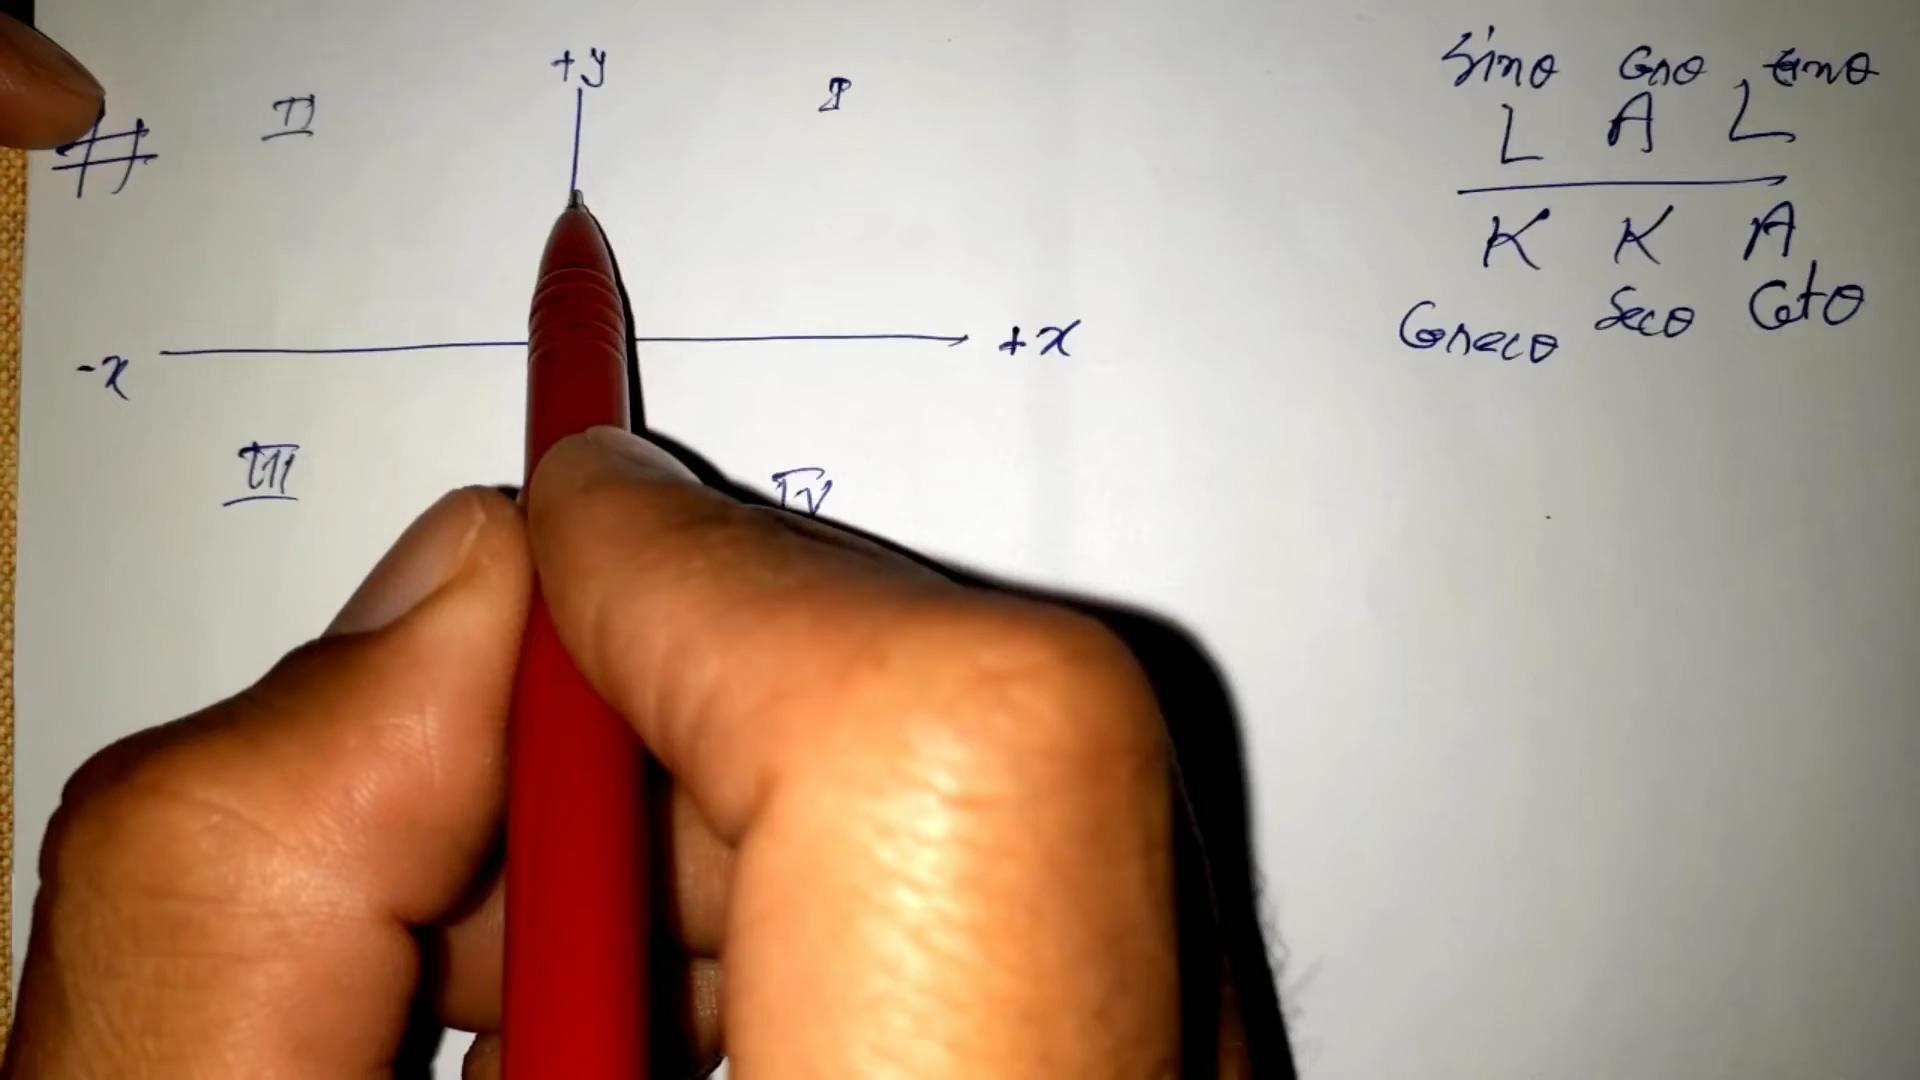 sinθ cosθ tanθ
L A L
K K A
Cosecθ Secθ Cotθ
#
II
+y
I
-x
+x
III
IV